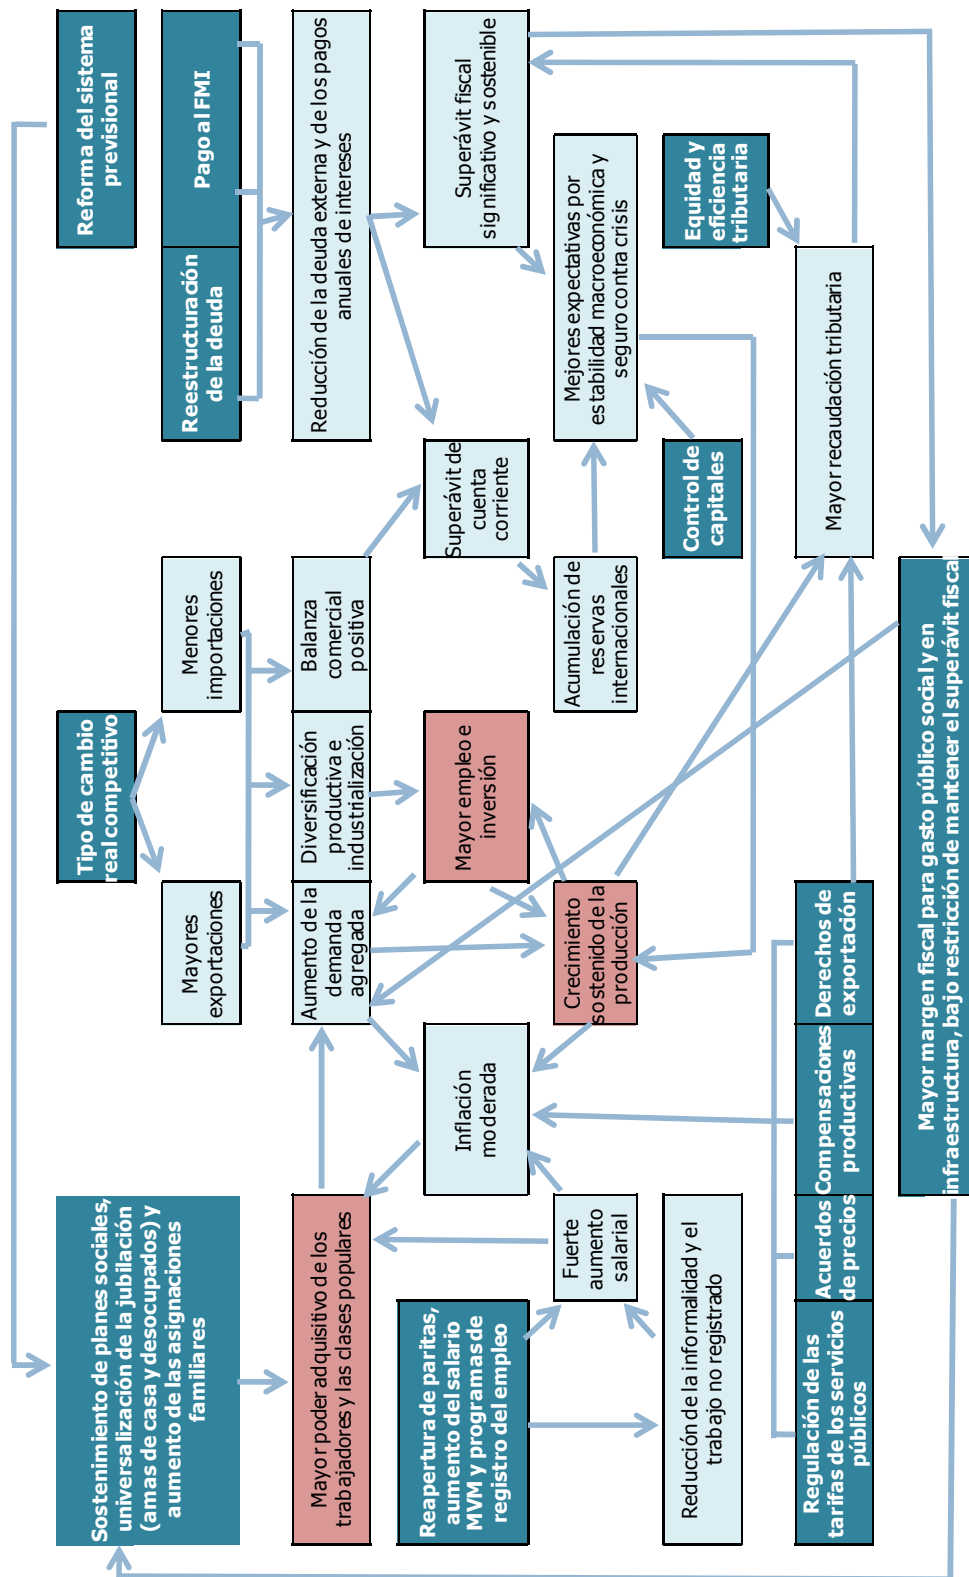 Sostenimiento de planes sociales,
universalización de la jubilación
(amas de casa y desocupados) y
aumento de las asignaciones
familiares
Tipo de cambio
real competitivo
Reforma del sistema
previsional
Mayores
exportaciones
Menores
importaciones
Reestructuración
de la deuda
Pago al FMI
Mayor poder adquisitivo de los
trabajadores y las clases populares
Aumento de la
demanda
agregada
Diversificación
productiva e
industrialización
Balanza
comercial
positiva
Reducción de la deuda externa y de los pagos
anuales de intereses
Reapertura de paritas,
aumento del salario
MVM y programas de
registro del empleo
Inflación
moderada
Mayor empleo e
inversión
Superávit de
cuenta
corriente
Superávit fiscal
significativo y sostenible
Fuerte
aumento
salarial
Crecimiento
sostenido de la
producción
Acumulación de
reservas
internacionales
Mejores expectativas por
estabilidad macroeconómica y
seguro contra crisis
Reducción de la informalidad y el
trabajo no registrado
Control de
capitales
Equidad y
eficiencia
tributaria
Regulación de las
tarifas de los servicios
públicos
Acuerdos
de precios
Compensaciones
productivas
Derechos de
exportación
Mayor recaudación tributaria
Mayor margen fiscal para gasto público social y en
infraestructura, bajo restricción de mantener el superávit fisca